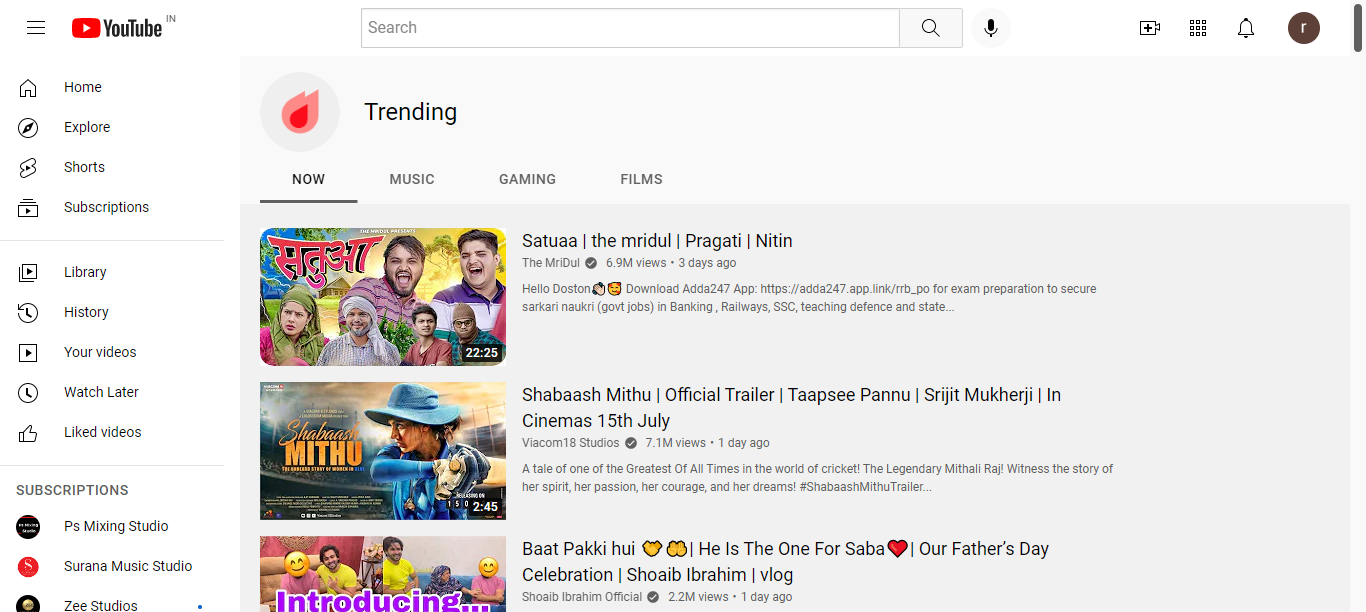 YouTube IN
Search
r
Home
Explore
Shorts
Subscriptions
Library
History
Your videos
Watch Later
Liked videos
SUBSCRIPTIONS
Ps Mixing Studio
Surana Music Studio
Zee Studios
Trending
NOW MUSIC GAMING FILMS
THE MRIDUL PRESENTS
सतुआ
22:25
Satuaa | the mridul | Pragati | Nitin
The MriDul 6.9M views • 3 days ago
Hello Doston👏🏻🥰 Download Adda247 App: https://adda247.app.link/rrb_po for exam preparation to secure
sarkari naukri (govt jobs) in Banking , Railways, SSC, teaching defence and state...
Shabaash
MITHU
THE UNHEARD STORY OF WOMEN IN BLUE
RELEASING ON
2:45
Shabaash Mithu | Official Trailer | Taapsee Pannu | Srijit Mukherji | In
Cinemas 15th July
Viacom18 Studios 7.1M views • 1 day ago
A tale of one of the Greatest Of All Times in the world of cricket! The Legendary Mithali Raj! Witness the story of
her spirit, her passion, her courage, and her dreams! #ShabaashMithuTrailer...
Introducing...
Baat Pakki hui 🤝🤲| He Is The One For Saba❤️| Our Father’s Day
Celebration | Shoaib Ibrahim | vlog
Shoaib Ibrahim Official 2.2M views • 1 day ago